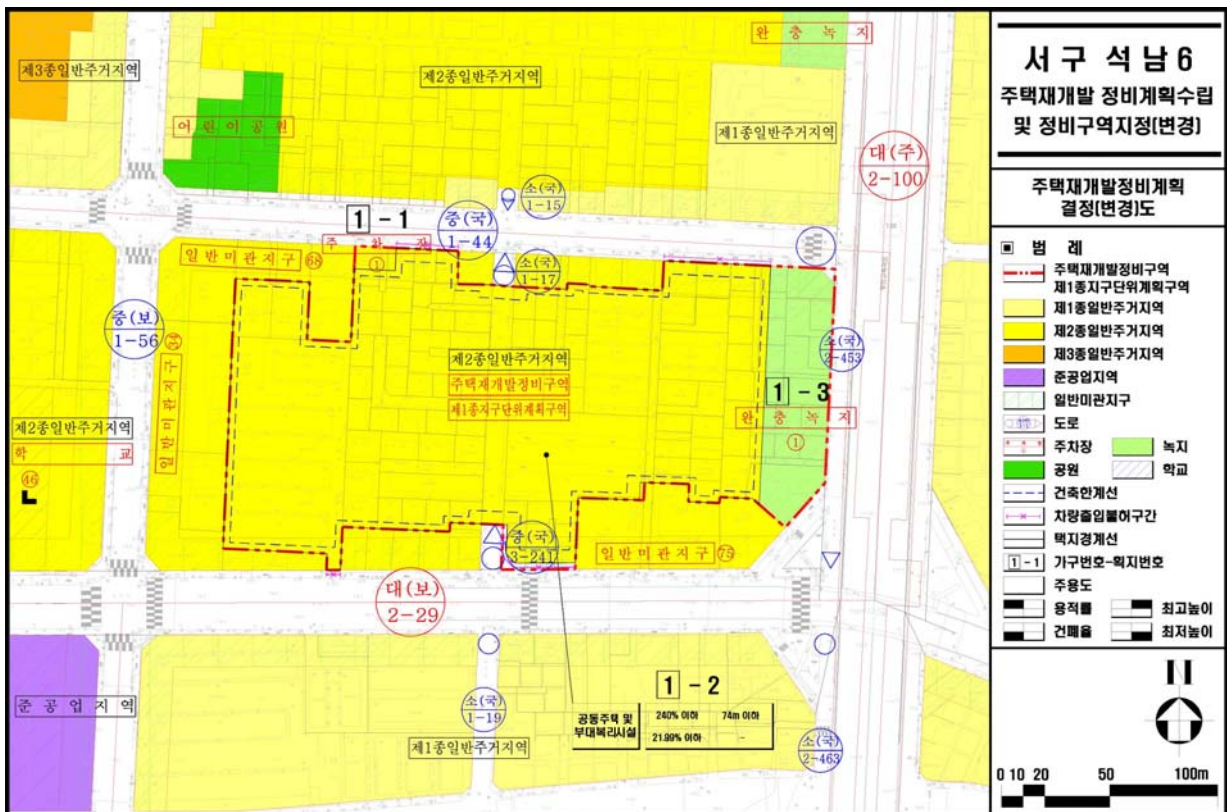 서구 석남6
주택재개발 정비계획수립
및 정비구역지정(변경)
주택재개발정비계획
결정(변경)도
범 례
주택재개발정비구역
제1종지구단위계획구역
제1종일반주거지역
제2종일반주거지역
제3종일반주거지역
준공업지역
일반미관지구
도로
주차장
녹지
공원
학교
건축한계선
차량출입불허구간
택지경계선
1-1 가구번호-획지번호
주용도
용적률
최고높이
건폐율
최저높이
0 10 20 50 100m
제3종일반주거지역
제2종일반주거지역
완충녹지
어린이공원
제1종일반주거지역
대(주)
2-100
소(국)
1-15
1 - 1
중(국)
1-44
주차장
①
일반미관지구 68
소(국)
1-17
중(보)
1-56
일반미관지구
소(국)
2-453
제2종일반주거지역
주택재개발정비구역
제1종지구단위계획구역
1 - 3
완충녹지
①
제2종일반주거지역
학교
46
중(국)
3-241
일반미관지구 75
대(보)
2-29
준공업지역
소(국)
1-19
제1종일반주거지역
1 - 2
공동주택 및
부대복리시설
240% 이하 74m 이하
21.99% 이하 -
소(국)
2-463